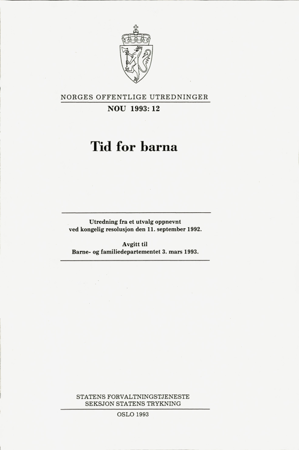 NORGES OFFENTLIGE UTREDNINGER
NOU 1993: 12
Tid for barna
Utredning fra et utvalg oppnevnt
ved kongelig resolusjon den 11. september 1992.
Avgitt til
Barne- og familiedepartementet 3. mars 1993.
STATENS FORVALTNINGSTJENESTE
SEKSJON STATENS TRYKNING
OSLO 1993